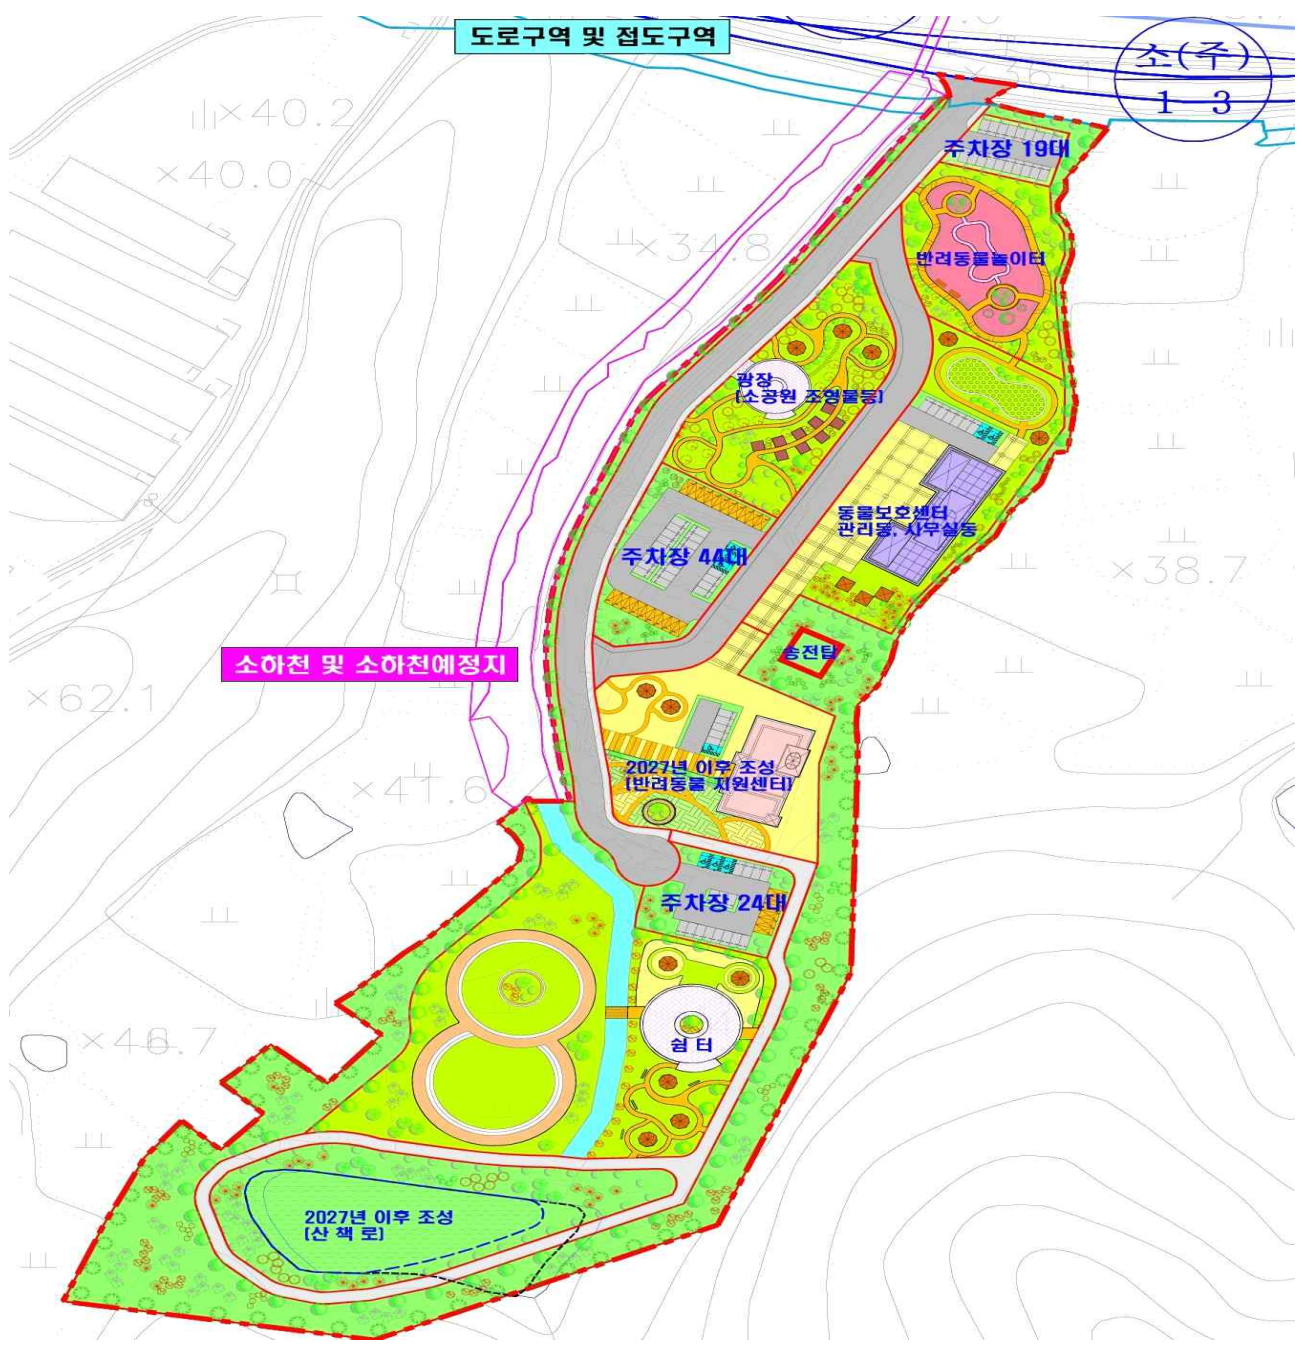 도로구역 및 접도구역
소(주)
1 3
×36.1
×40.2
×40.0
주차장 19대
×34.8
반려동물놀이터
광장
(소공원 조형물등)
동물보호센터
관리동, 사무실동
주차장 44대
×38.7
송전탑
소하천 및 소하천예정지
×62.1
2027년 이후 조성
(반려동물 지원센터)
×41.6
주차장 24대
×46.7
쉼 터
2027년 이후 조성
(산 책 로)